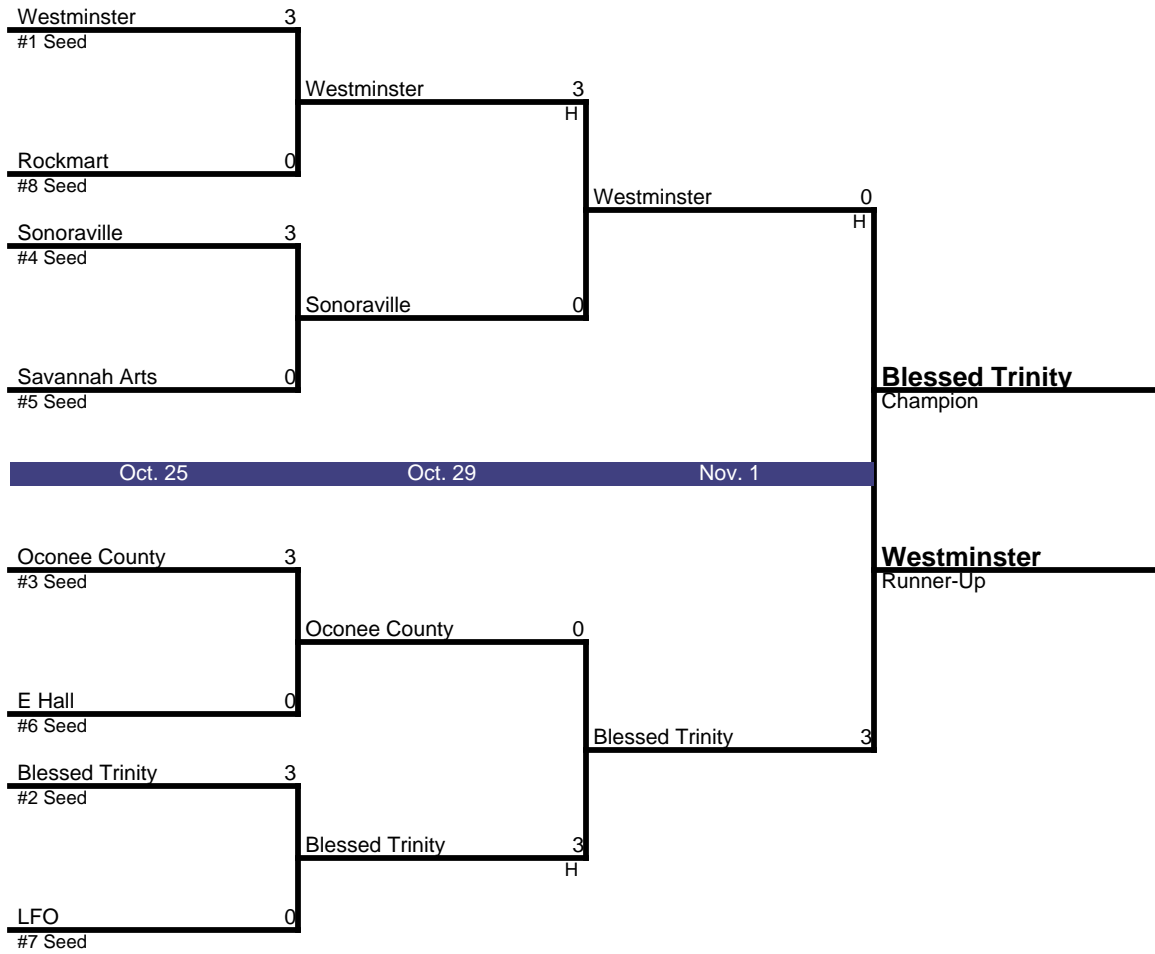 Westminster 3
#1 Seed
Westminster 3
H
Rockmart 0
#8 Seed
Westminster 0
H
Sonoraville 3
#4 Seed
Sonoraville 0
Savannah Arts 0
#5 Seed
Blessed Trinity
Champion
Oct. 25 Oct. 29 Nov. 1
Oconee County 3
#3 Seed
Westminster
Runner-Up
Oconee County 0
E Hall 0
#6 Seed
Blessed Trinity 3
Blessed Trinity 3
#2 Seed
Blessed Trinity 3
H
LFO 0
#7 Seed